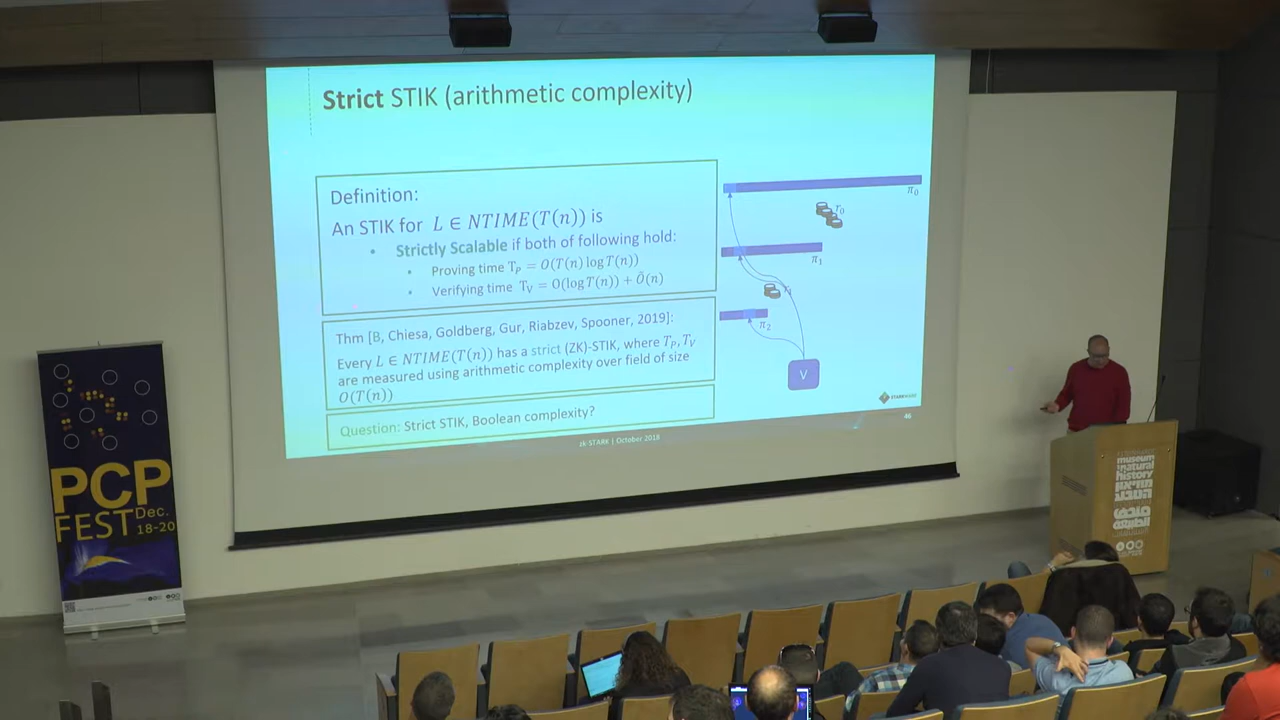 Strict STIK (arithmetic complexity)
Definition:
An STIK for L ∈ NTIME(T(n)) is
• Strictly Scalable if both of following hold:
• Proving time T_P = O(T(n) log T(n))
• Verifying time T_V = O(log T(n)) + Õ(n)
Thm [B, Chiesa, Goldberg, Gur, Riabzev, Spooner, 2019]:
Every L ∈ NTIME(T(n)) has a strict (ZK)-STIK, where T_P, T_V
are measured using arithmetic complexity over field of size
O(T(n))
Question: Strict STIK, Boolean complexity?
π₀
r₀
π₁
π₂
V
STARKWARE
zk-STARK | October 2018
46
PCP
FEST Dec.
18-20
museum
natural
history